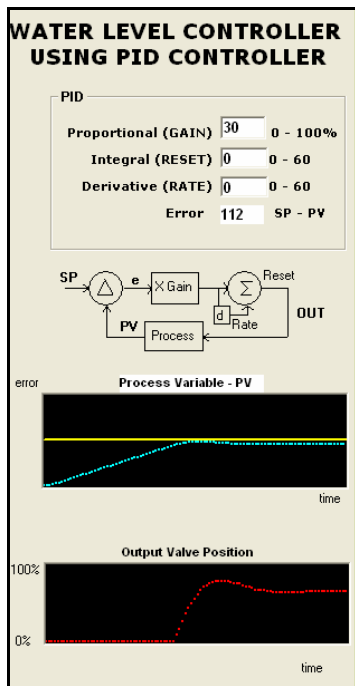 WATER LEVEL CONTROLLER
USING PID CONTROLLER
PID
Proportional (GAIN) 30 0 - 100%
Integral (RESET) 0 0 - 60
Derivative (RATE) 0 0 - 60
Error 112 SP - PV
SP e X Gain Σ Reset
Δ d Rate OUT
PV Process
error Process Variable - PV
time
Output Valve Position
100%
0%
time